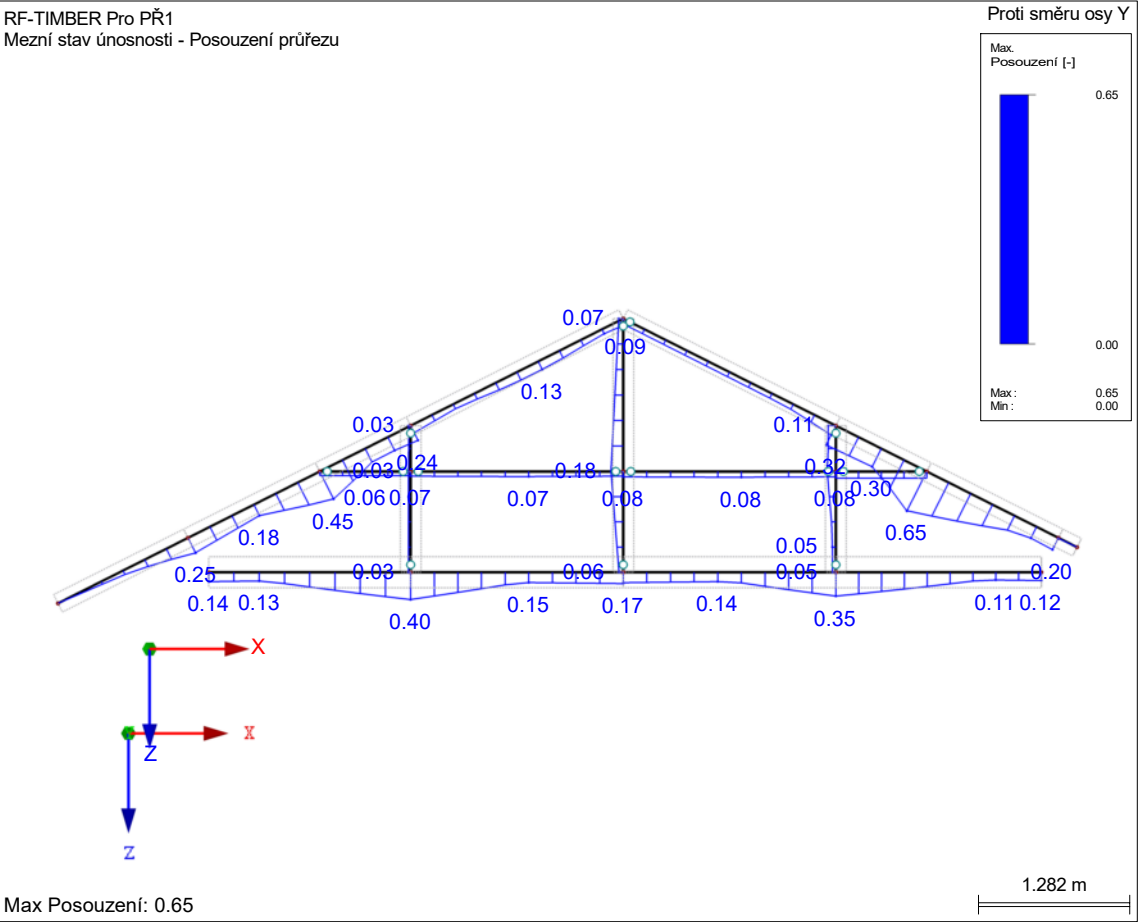 RF-TIMBER Pro PŘ1
Mezní stav únosnosti - Posouzení průřezu
Proti směru osy Y
Max.
Posouzení [-]
0.65
0.00
Max : 0.65
Min : 0.00
0.07
0.09
0.13
0.03
0.11
0.24
0.32
0.03
0.18
0.30
0.06 0.07
0.07
0.08
0.08
0.08
0.45
0.65
0.18
0.05
0.25
0.03
0.06
0.05
0.20
0.14 0.13
0.15
0.17
0.14
0.11 0.12
0.40
0.35
X
Z
X
Z
1.282 m
Max Posouzení: 0.65